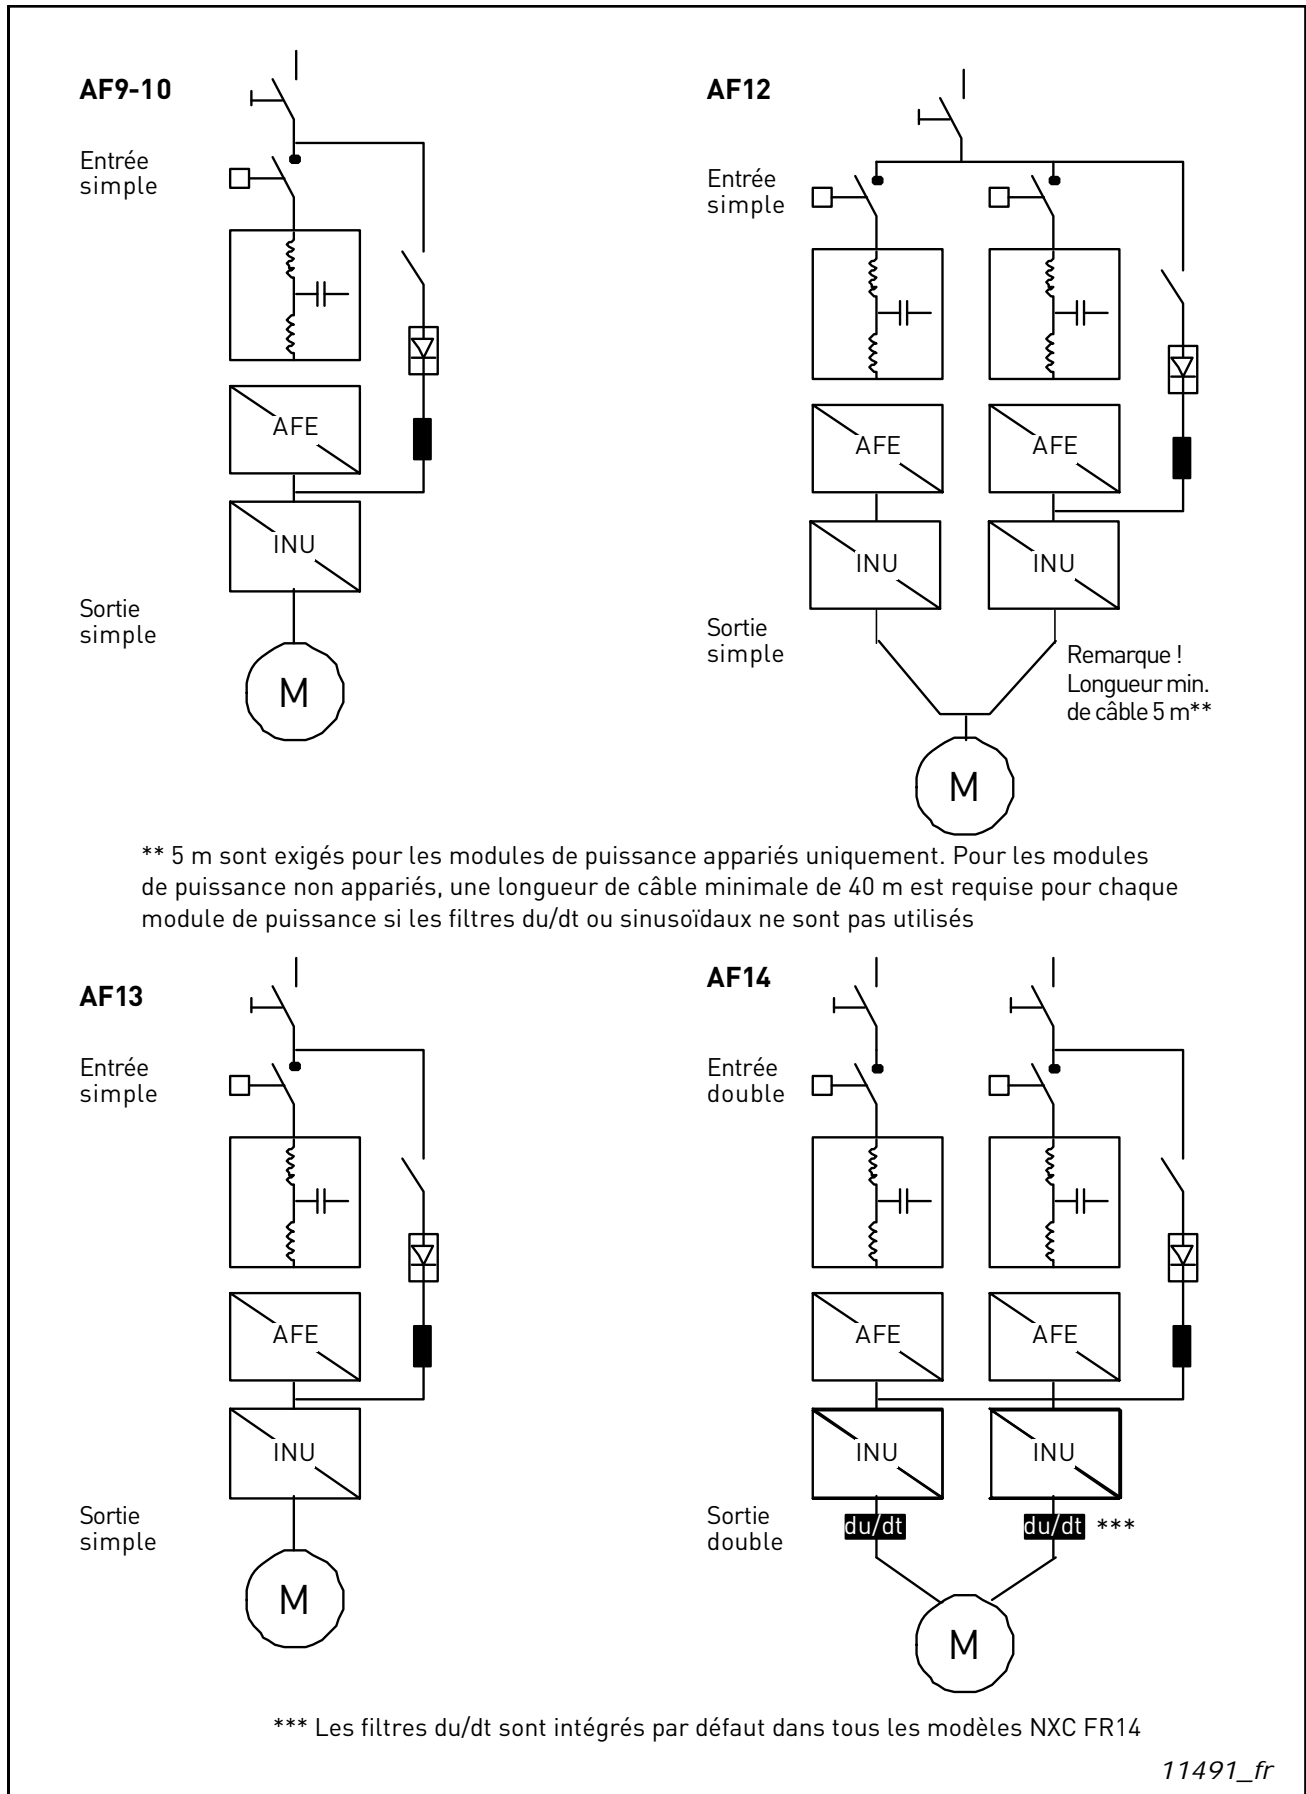 AF9-10
Entrée
simple
AFE
INU
Sortie
simple
M
AF12
Entrée
simple
AFE
AFE
INU
INU
Sortie
simple
Remarque !
Longueur min.
de câble 5 m**
M
** 5 m sont exigés pour les modules de puissance appariés uniquement. Pour les modules
de puissance non appariés, une longueur de câble minimale de 40 m est requise pour chaque
module de puissance si les filtres du/dt ou sinusoïdaux ne sont pas utilisés
AF13
Entrée
simple
AFE
INU
Sortie
simple
M
AF14
Entrée
double
AFE
AFE
INU
INU
Sortie
double
du/dt
du/dt ***
M
*** Les filtres du/dt sont intégrés par défaut dans tous les modèles NXC FR14
11491_fr